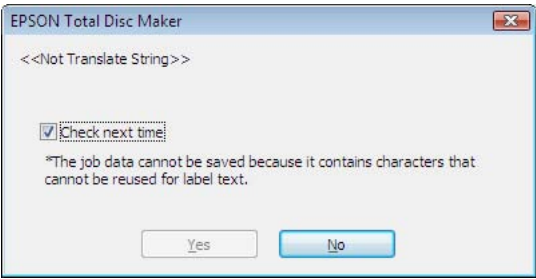 EPSON Total Disc Maker
<<Not Translate String>>
Check next time
*The job data cannot be saved because it contains characters that
cannot be reused for label text.
Yes
No